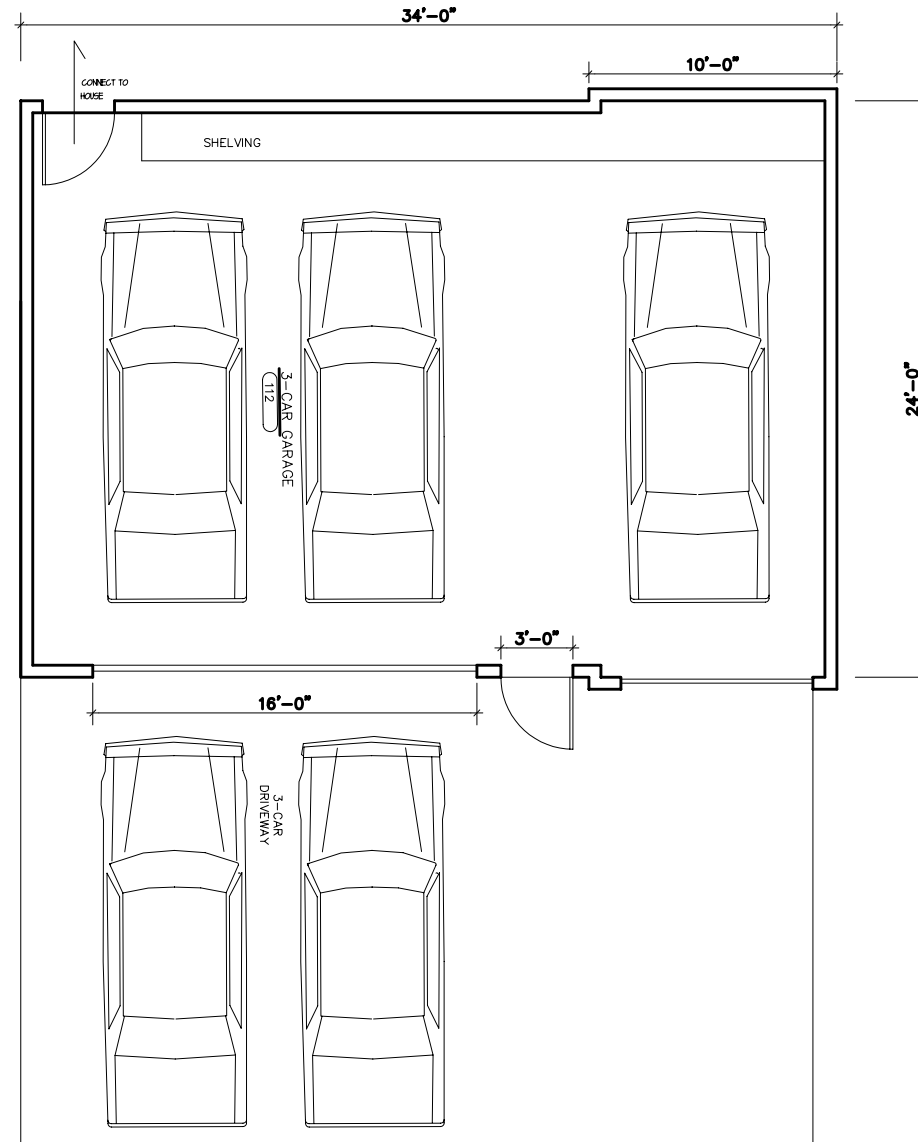 34'-0"
10'-0"
CONNECT TO
HOUSE
SHELVING
24'-0"
3-CAR GARAGE
112
3'-0"
16'-0"
3-CAR
DRIVEWAY